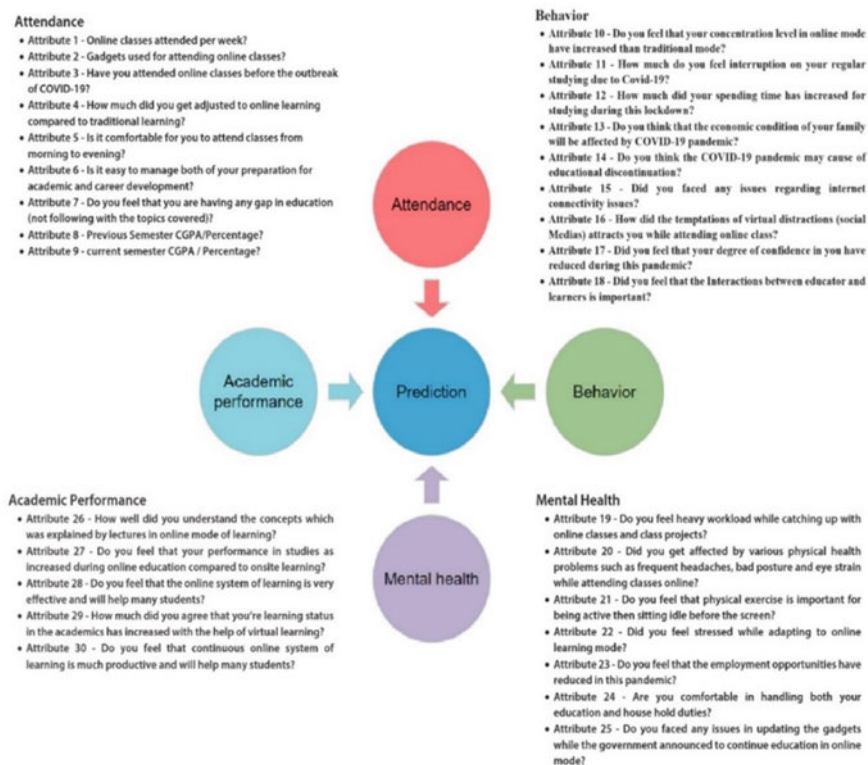 Attendance
• Attribute 1 - Online classes attended per week?
• Attribute 2 - Gadgets used for attending online classes?
• Attribute 3 - Have you attended online classes before the outbreak
of COVID-19?
• Attribute 4 - How much did you get adjusted to online learning
compared to traditional learning?
• Attribute 5 - Is it comfortable for you to attend classes from
morning to evening?
• Attribute 6 - Is it easy to manage both of your preparation for
academic and career development?
• Attribute 7 - Do you feel that you are having any gap in education
(not following with the topics covered)?
• Attribute 8 - Previous Semester CGPA/Percentage?
• Attribute 9 - current semester CGPA / Percentage?
Behavior
• Attribute 10 - Do you feel that your concentration level in online mode
have increased than traditional mode?
• Attribute 11 - How much do you feel interruption on your regular
studying due to Covid-19?
• Attribute 12 - How much did your spending time has increased for
studying during this lockdown?
• Attribute 13 - Do you think that the economic condition of your family
will be affected by COVID-19 pandemic?
• Attribute 14 - Do you think the COVID-19 pandemic may cause of
educational discontinuation?
• Attribute 15 - Did you faced any issues regarding internet
connectivity issues?
• Attribute 16 - How did the temptations of virtual distractions (social
Medias) attracts you while attending online class?
• Attribute 17 - Did you feel that your degree of confidence in you have
reduced during this pandemic?
• Attribute 18 - Did you feel that the Interactions between educator and
learners is important?
Attendance
Academic
performance
Prediction
Behavior
Mental health
Academic Performance
• Attribute 26 - How well did you understand the concepts which
was explained by lectures in online mode of learning?
• Attribute 27 - Do you feel that your performance in studies as
increased during online education compared to onsite learning?
• Attribute 28 - Do you feel that the online system of learning is very
effective and will help many students?
• Attribute 29 - How much did you agree that you're learning status
in the academics has increased with the help of virtual learning?
• Attribute 30 - Do you feel that continuous online system of
learning is much productive and will help many students?
Mental Health
• Attribute 19 - Do you feel heavy workload while catching up with
online classes and class projects?
• Attribute 20 - Did you get affected by various physical health
problems such as frequent headaches, bad posture and eye strain
while attending classes online?
• Attribute 21 - Do you feel that physical exercise is important for
being active then sitting idle before the screen?
• Attribute 22 - Did you feel stressed while adapting to online
learning mode?
• Attribute 23 - Do you feel that the employment opportunities have
reduced in this pandemic?
• Attribute 24 - Are you comfortable in handling both your
education and house hold duties?
• Attribute 25 - Do you faced any issues in updating the gadgets
while the government announced to continue education in online
mode?